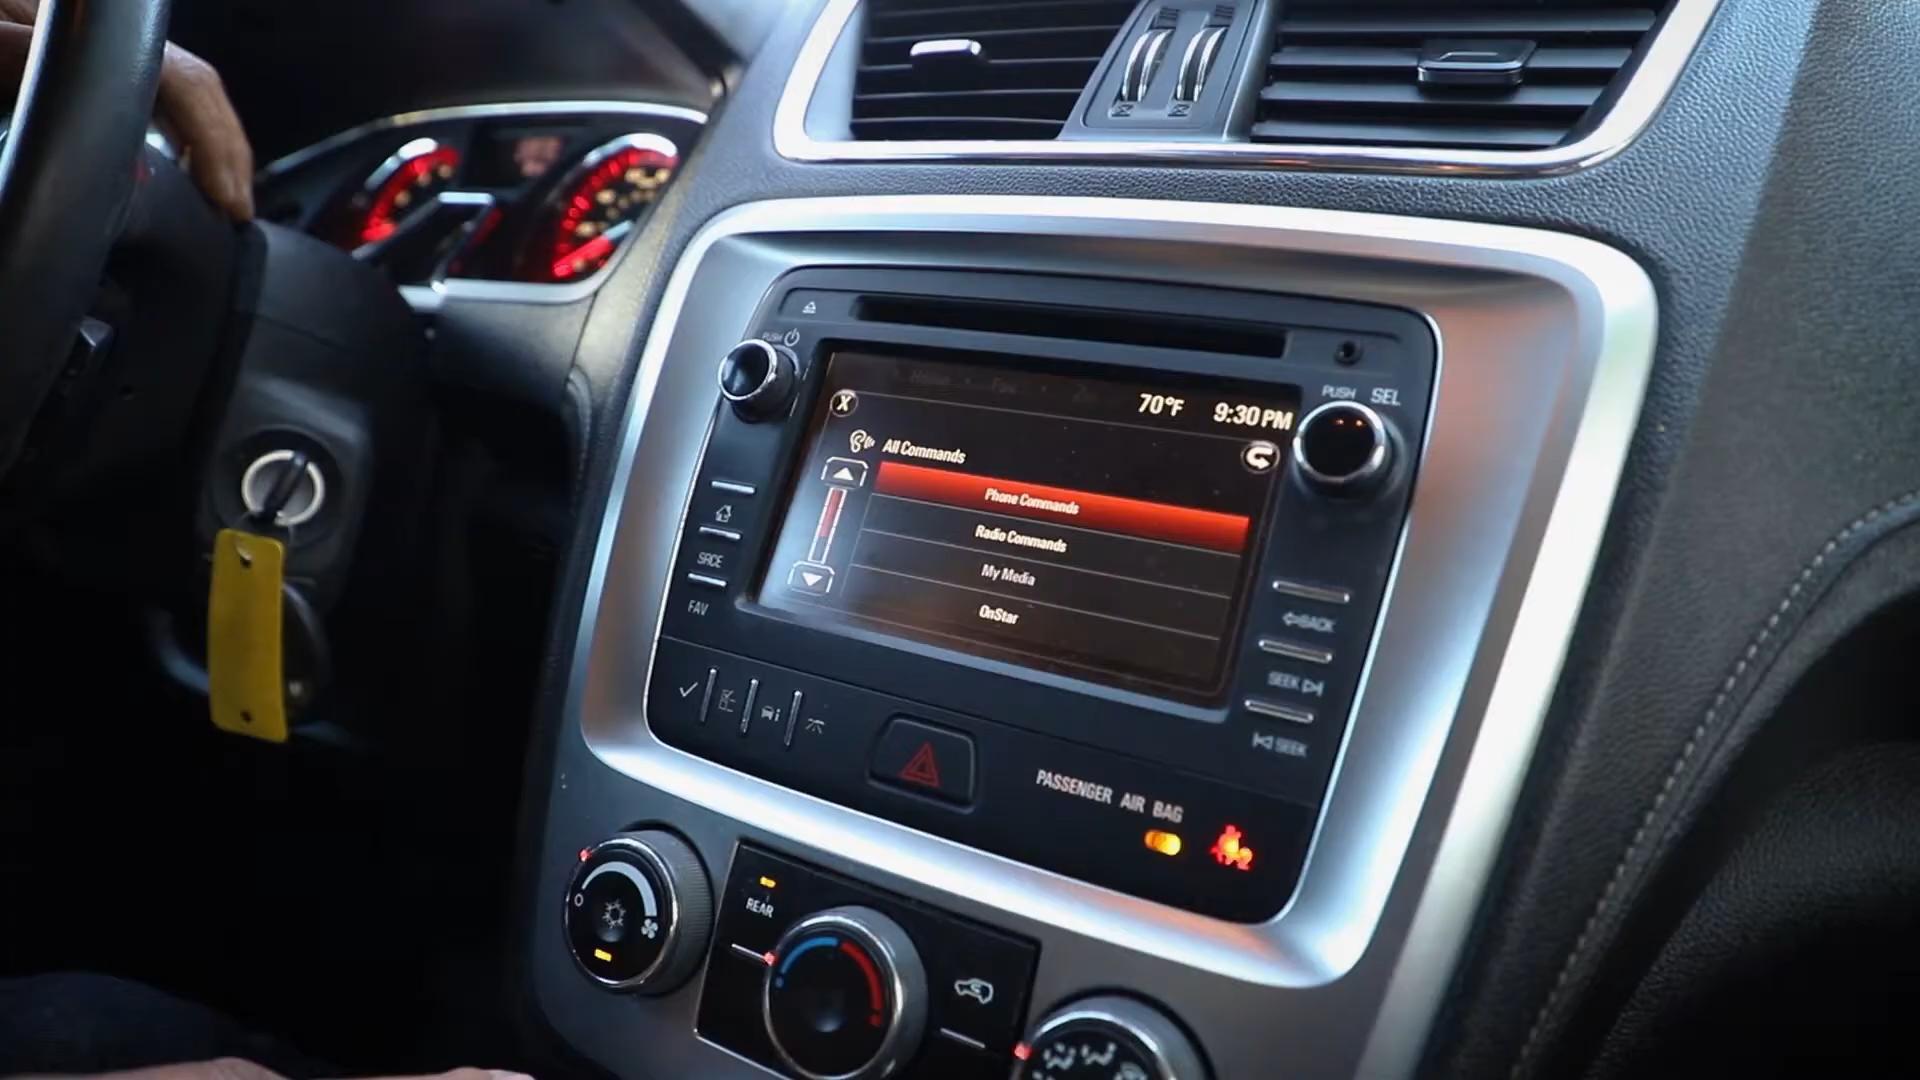 PUSH
PUSH SEL
70°F 9:30 PM
X
All Commands
Phone Commands
Radio Commands
My Media
OnStar
SRCE
FAV
BACK
SEEK
SEEK
PASSENGER AIR BAG
REAR
O